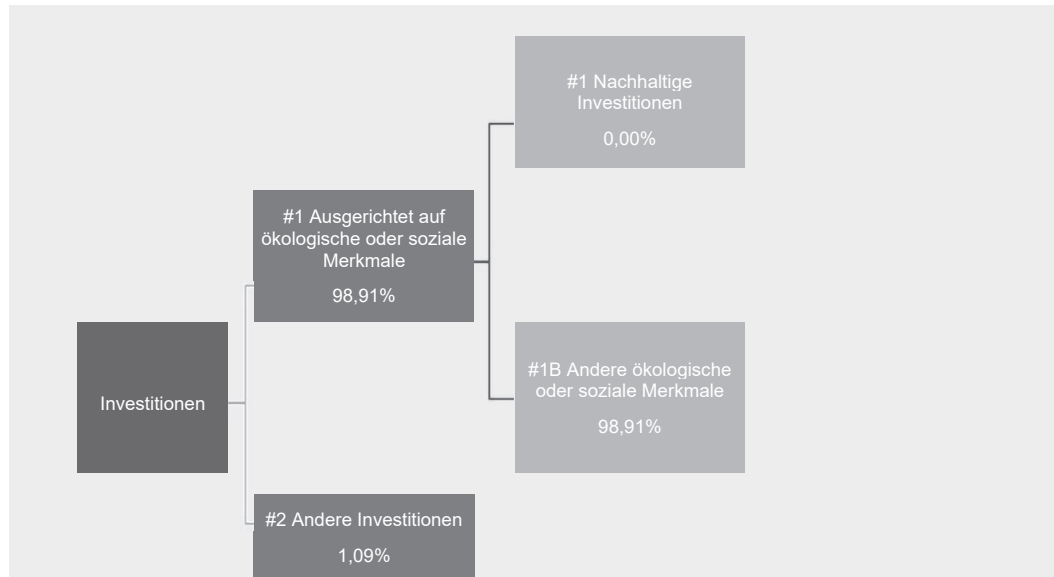 #1 Nachhaltige
Investitionen
0,00%
#1 Ausgerichtet auf
ökologische oder soziale
Merkmale
98,91%
Investitionen
#1B Andere ökologische
oder soziale Merkmale
98,91%
#2 Andere Investitionen
1,09%